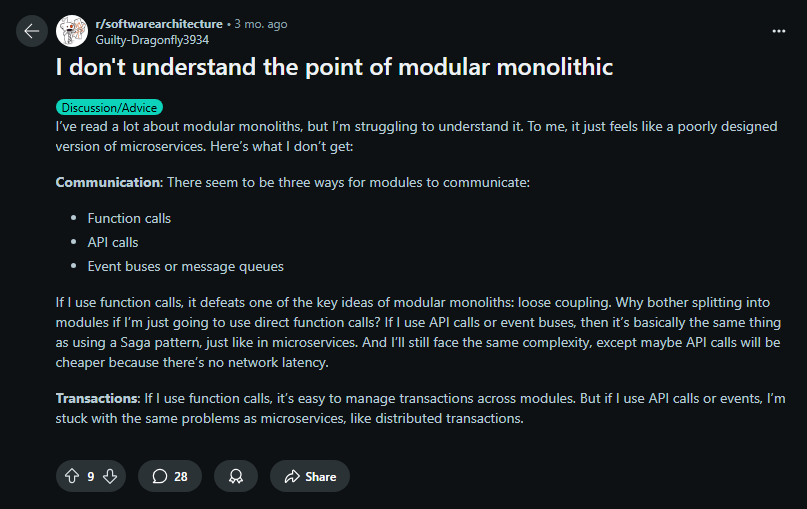 r/softwarearchitecture • 3 mo. ago
Guilty-Dragonfly3934
I don't understand the point of modular monolithic
Discussion/Advice
I've read a lot about modular monoliths, but I'm struggling to understand it. To me, it just feels like a poorly designed
version of microservices. Here's what I don't get:
Communication: There seem to be three ways for modules to communicate:
• Function calls
• API calls
• Event buses or message queues
If I use function calls, it defeats one of the key ideas of modular monoliths: loose coupling. Why bother splitting into
modules if I'm just going to use direct function calls? If I use API calls or event buses, then it's basically the same thing
as using a Saga pattern, just like in microservices. And I'll still face the same complexity, except maybe API calls will be
cheaper because there's no network latency.
Transactions: If I use function calls, it's easy to manage transactions across modules. But if I use API calls or events, I'm
stuck with the same problems as microservices, like distributed transactions.
9 28 Share